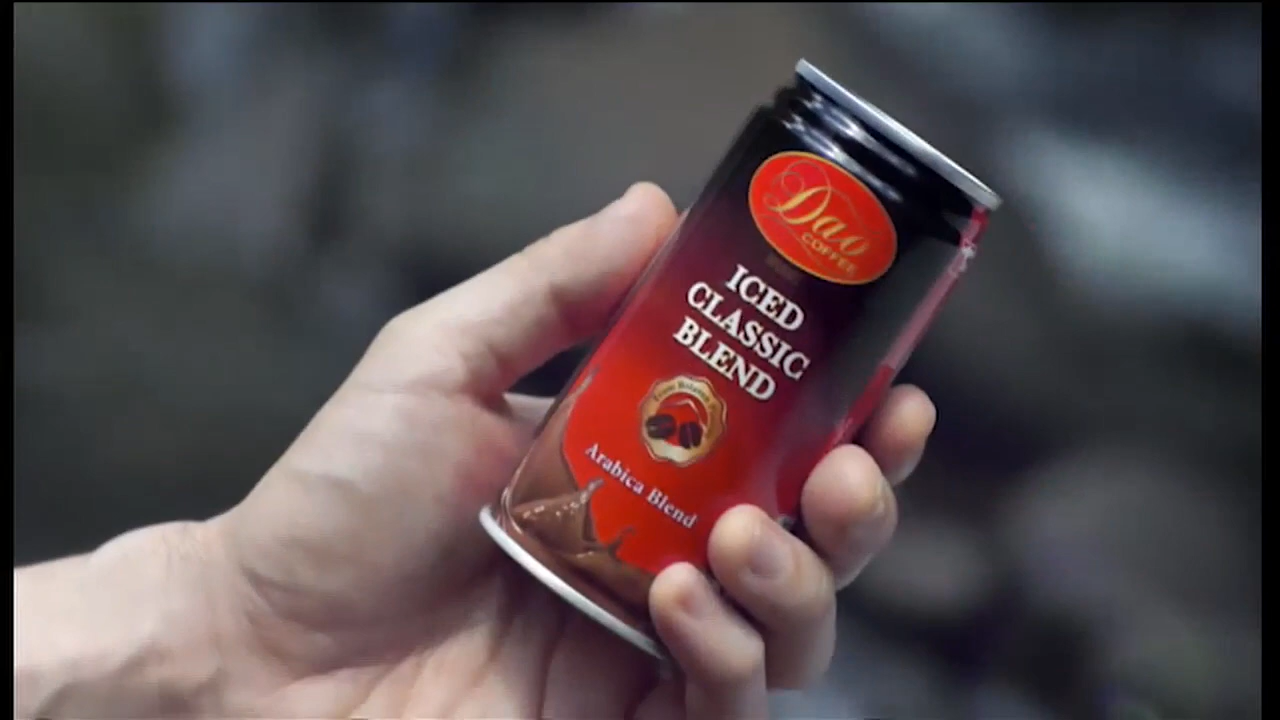 Dao
COFFEE
ICED
CLASSIC
BLEND
Arabica Blend